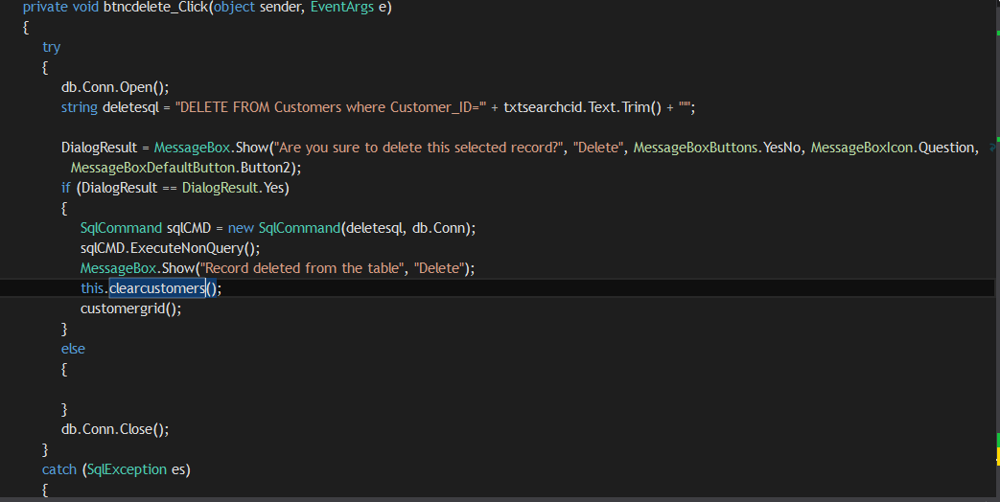 private void btncdelete_Click(object sender, EventArgs e)
{
try
{
db.Conn.Open();
string deletesql = "DELETE FROM Customers where Customer_ID='" + txtsearchcid.Text.Trim() + "'";
DialogResult = MessageBox.Show("Are you sure to delete this selected record?", "Delete", MessageBoxButtons.YesNo, MessageBoxIcon.Question,
MessageBoxDefaultButton.Button2);
if (DialogResult == DialogResult.Yes)
{
SqlCommand sqlCMD = new SqlCommand(deletesql, db.Conn);
sqlCMD.ExecuteNonQuery();
MessageBox.Show("Record deleted from the table", "Delete");
this.clearcustomers();
customergrid();
}
else
{
}
db.Conn.Close();
}
catch (SqlException es)
{